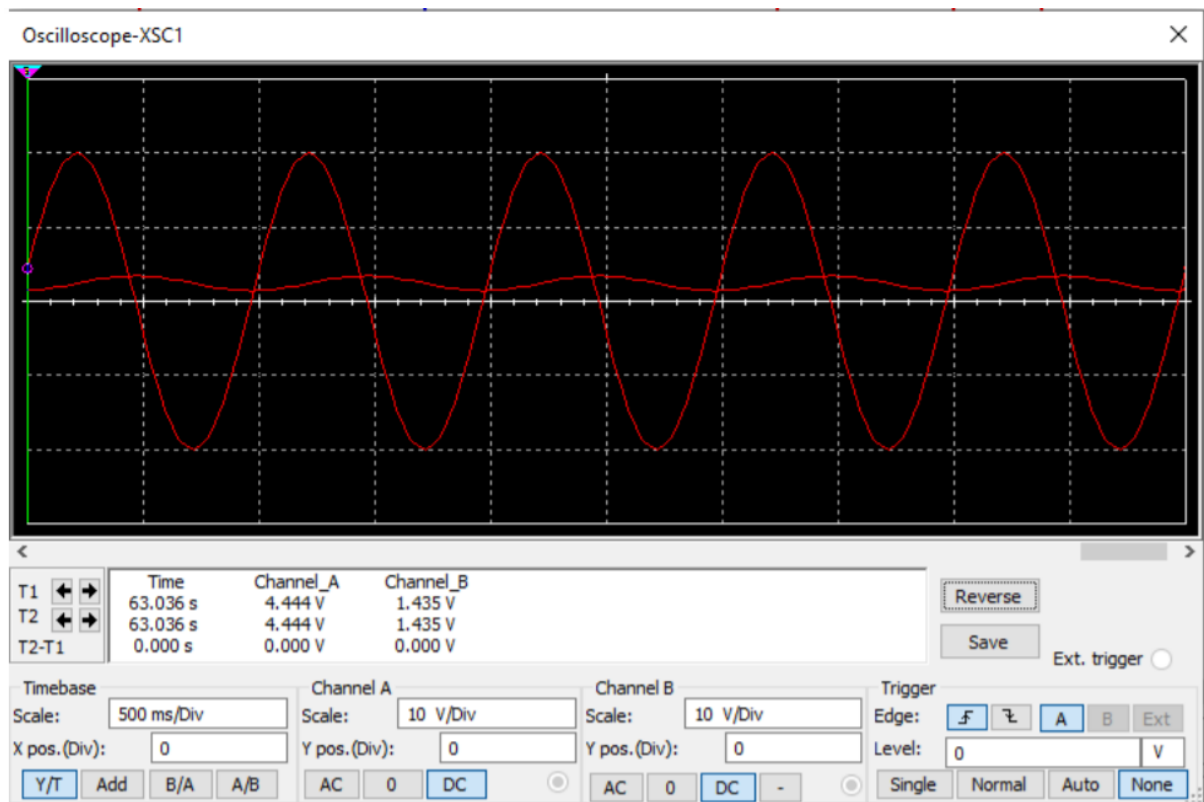 Oscilloscope-XSC1
T1
T2
T2-T1
Time Channel_A Channel_B
63.036 s 4.444 V 1.435 V
63.036 s 4.444 V 1.435 V
0.000 s 0.000 V 0.000 V
Reverse
Save
Ext. trigger
Timebase
Scale: 500 ms/Div
X pos.(Div): 0
Y/T Add B/A A/B
Channel A
Scale: 10 V/Div
Y pos.(Div): 0
AC 0 DC
Channel B
Scale: 10 V/Div
Y pos.(Div): 0
AC 0 DC -
Trigger
Edge: A B Ext
Level: 0 V
Single Normal Auto None